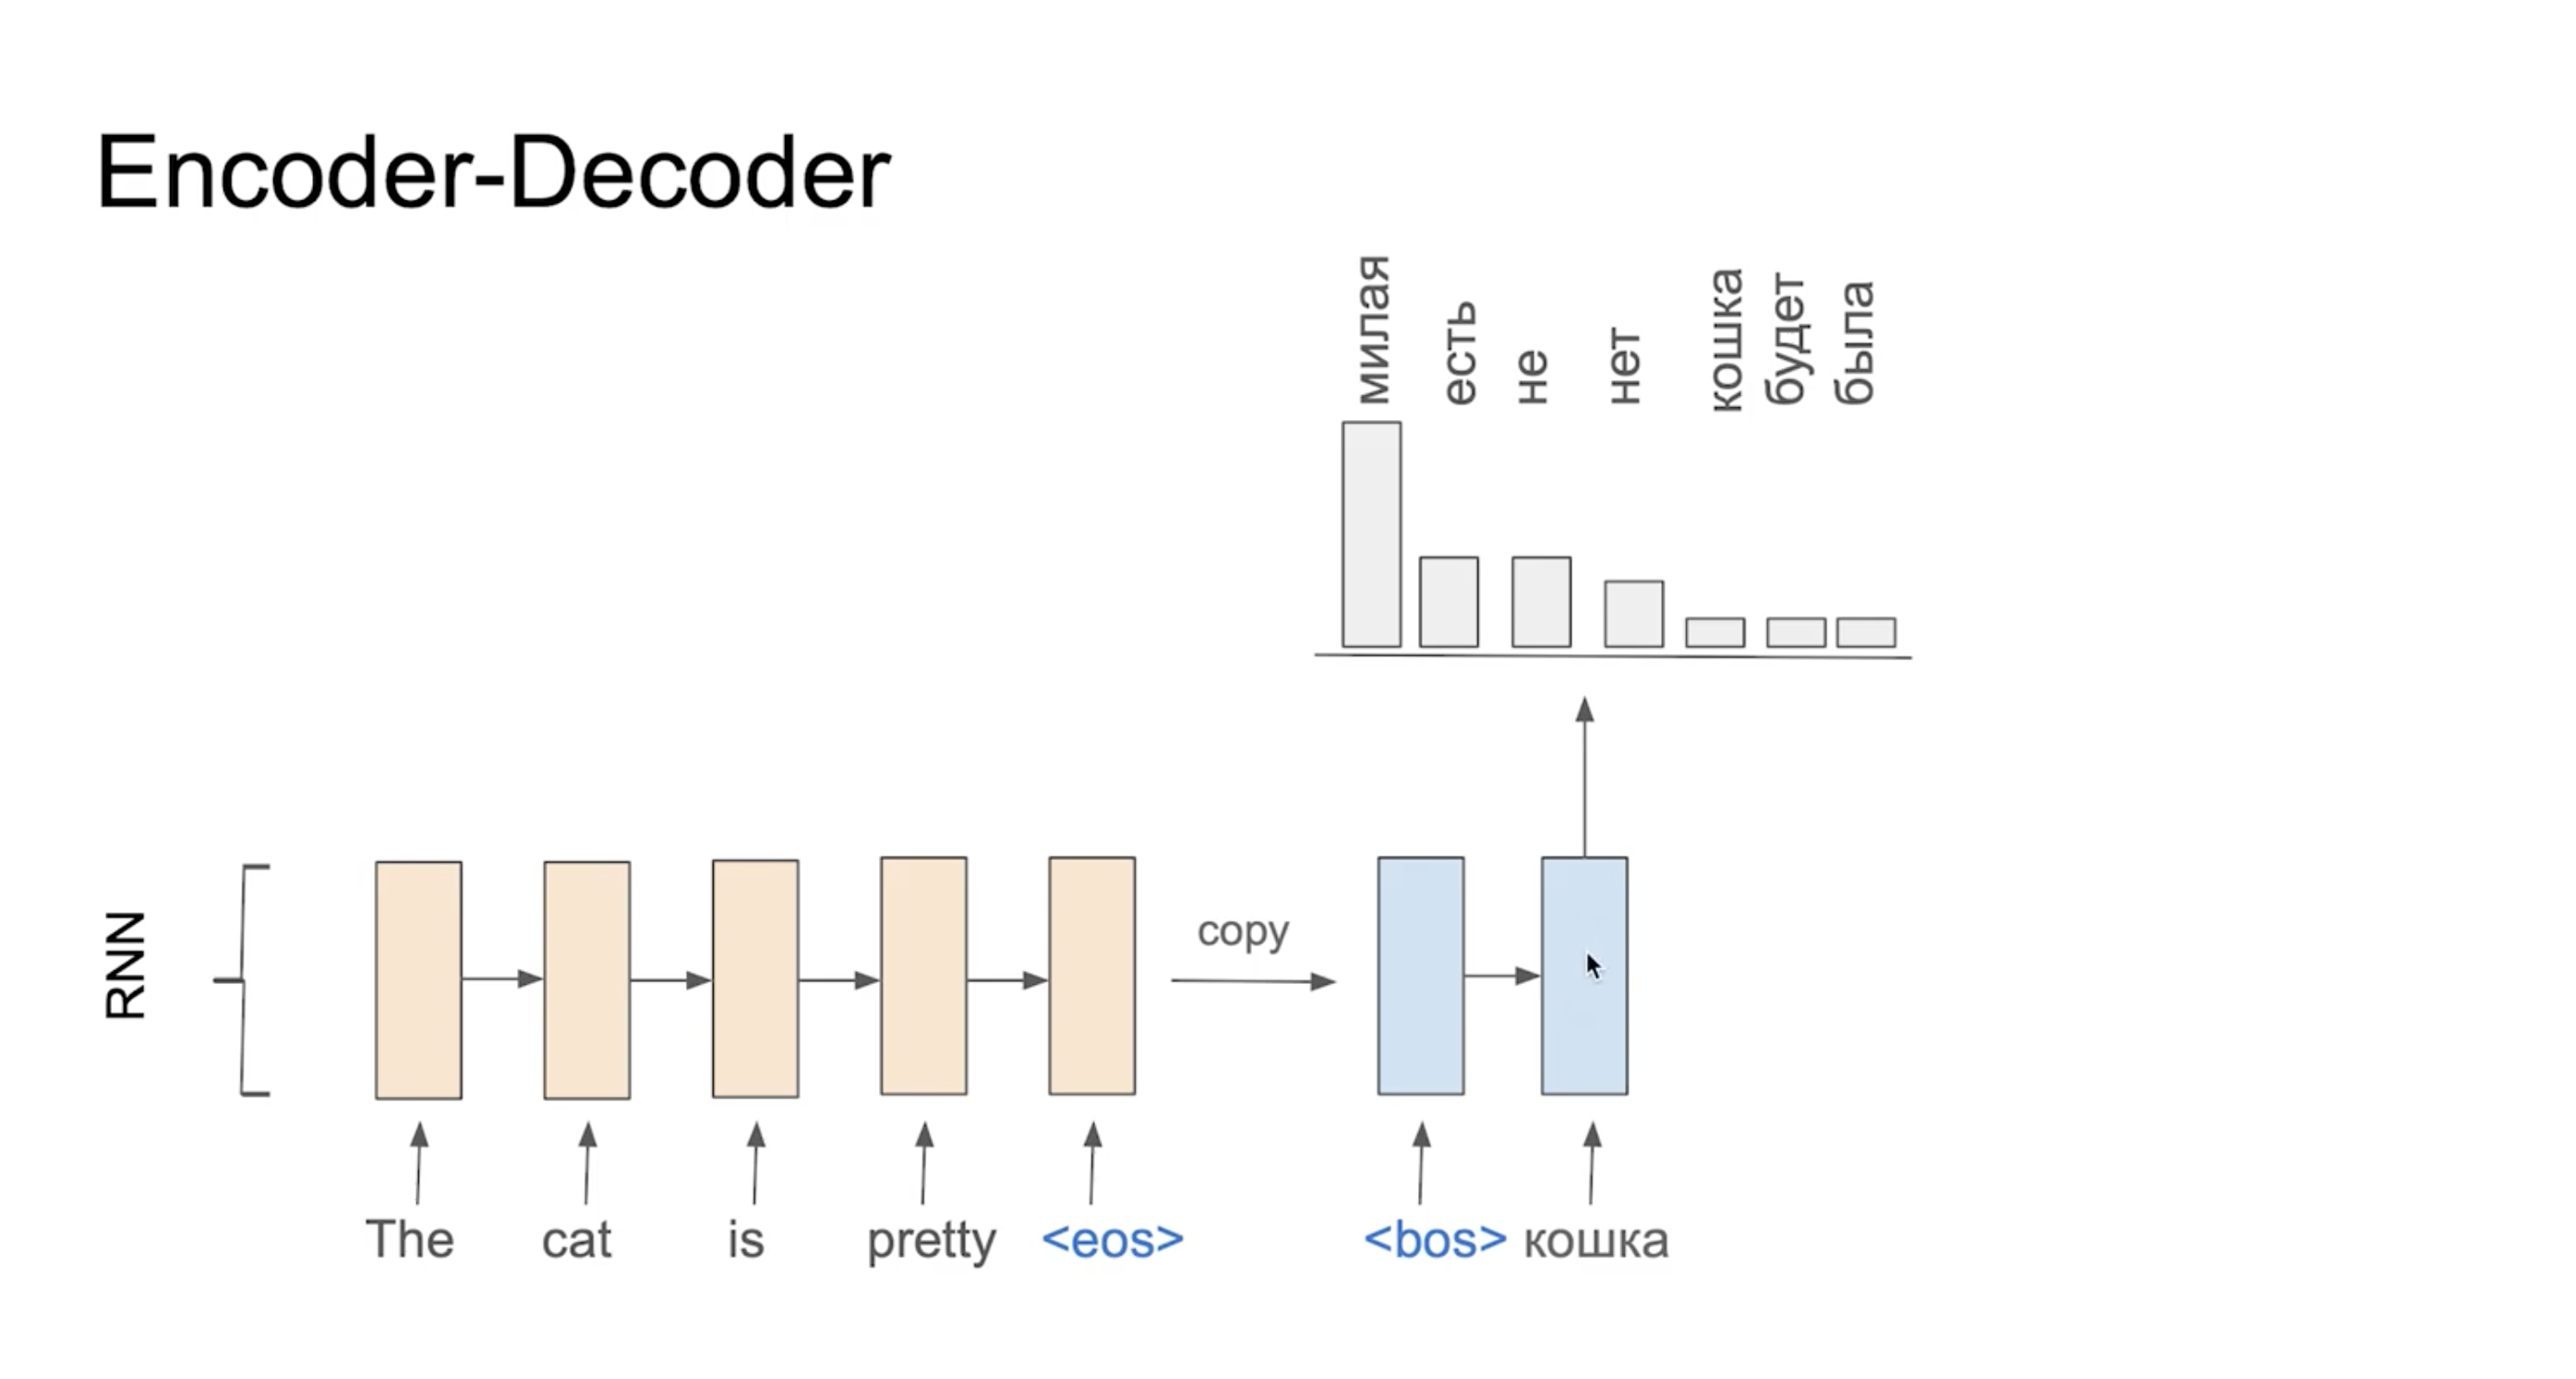 Encoder-Decoder
милая
есть
не
нет
кошка
будет
была
RNN
copy
The cat is pretty <eos> <bos> кошка